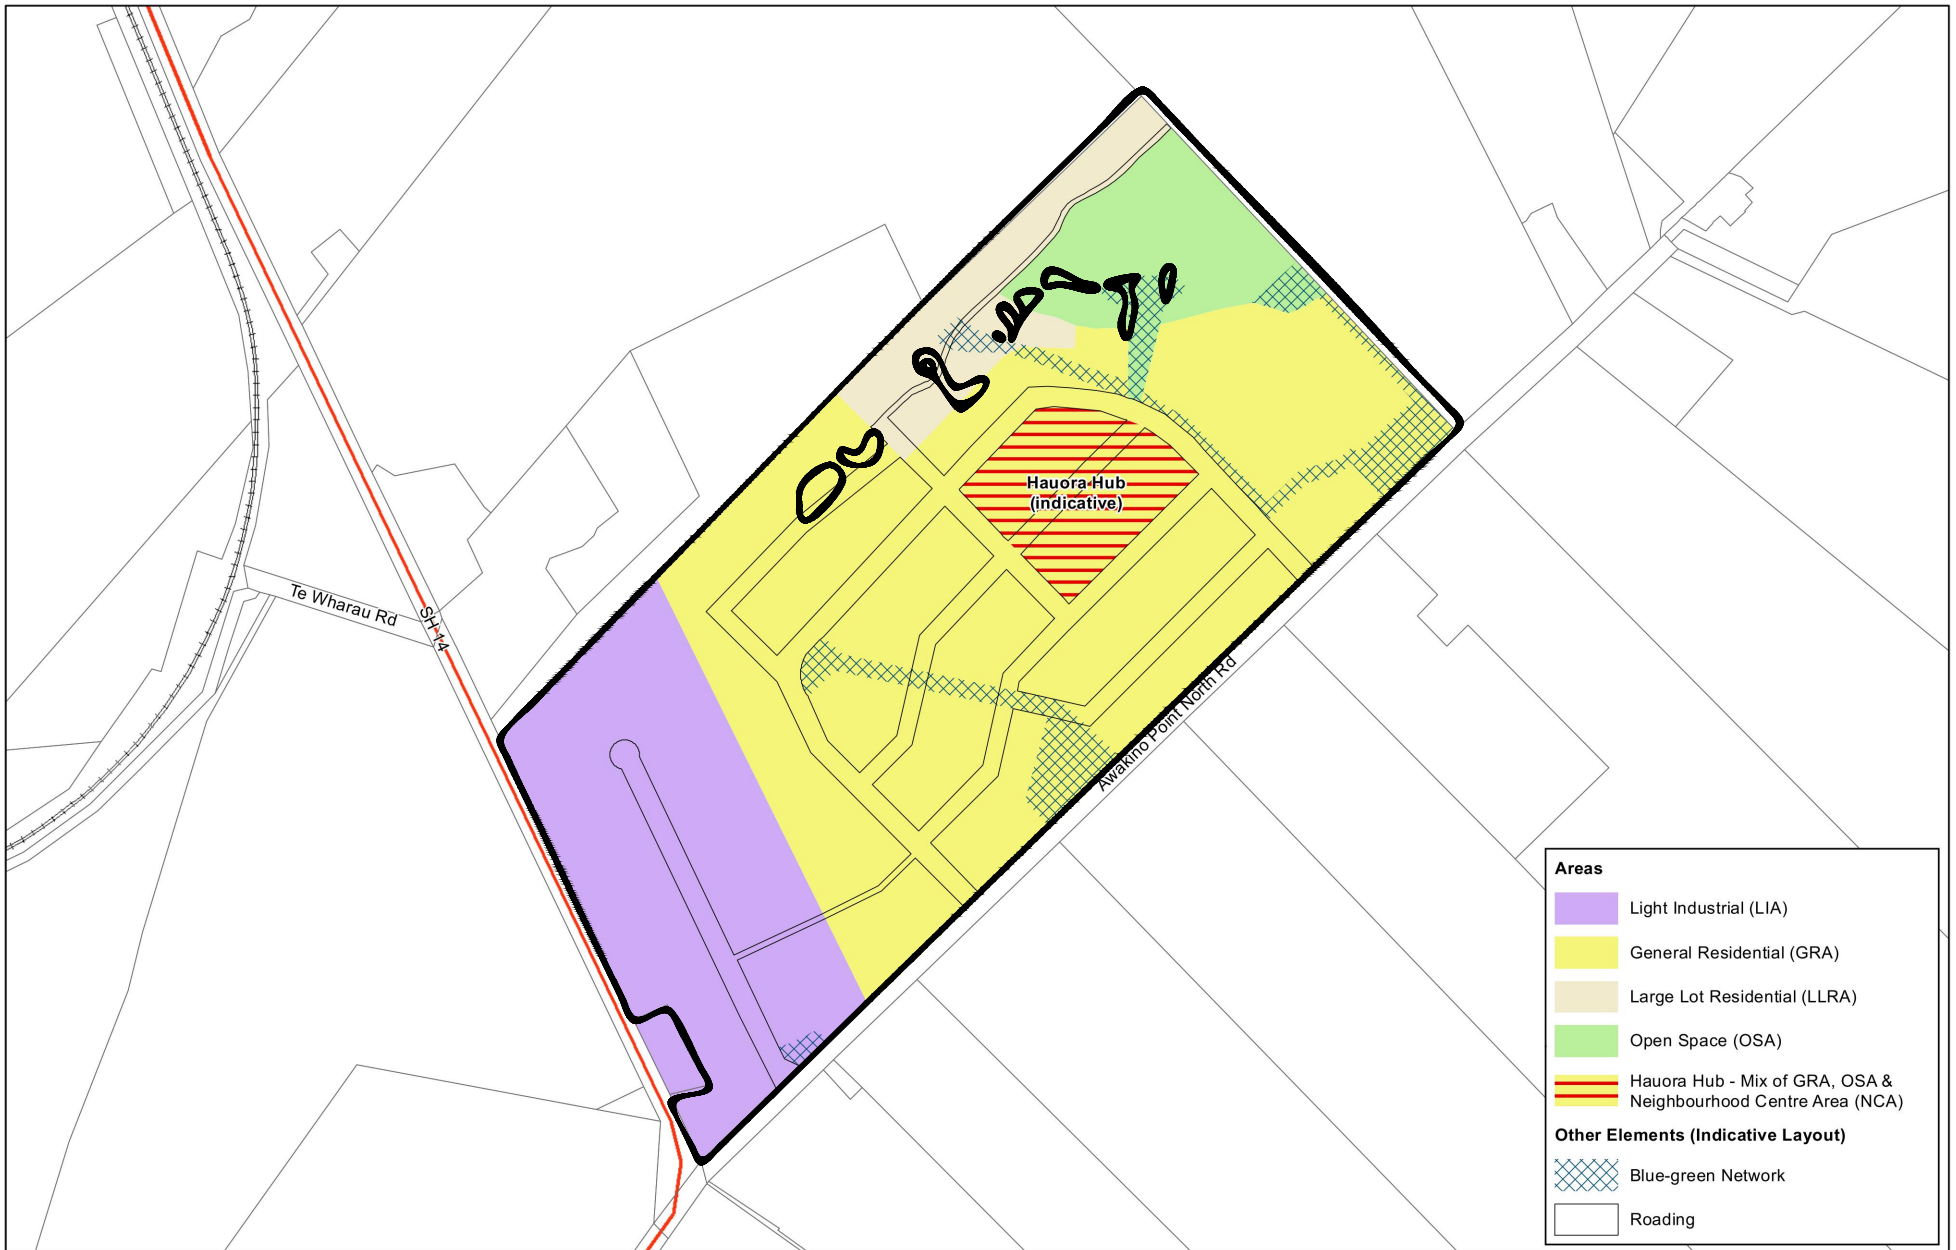 Hauora Hub
(indicative)
Te Wharau Rd
SH 14
Awakino Point North Rd
Areas
Light Industrial (LIA)
General Residential (GRA)
Large Lot Residential (LLRA)
Open Space (OSA)
Hauora Hub - Mix of GRA, OSA &
Neighbourhood Centre Area (NCA)
Other Elements (Indicative Layout)
Blue-green Network
Roading